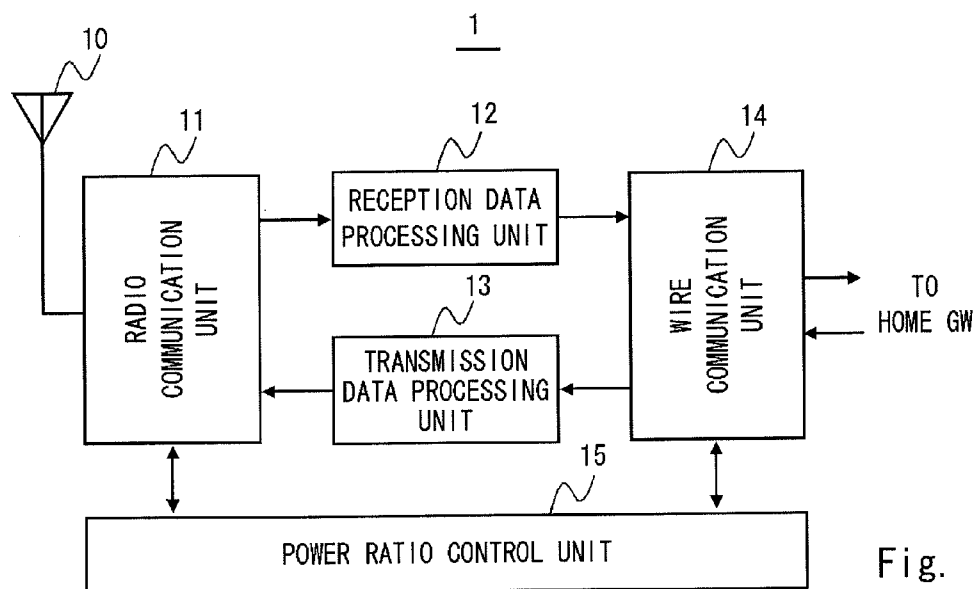 1
10
11
12
14
RECEPTION DATA
PROCESSING UNIT
RADIO
COMMUNICATION
UNIT
WIRE
COMMUNICATION
UNIT
TO
HOME GW
13
TRANSMISSION
DATA PROCESSING
UNIT
15
POWER RATIO CONTROL UNIT
Fig.